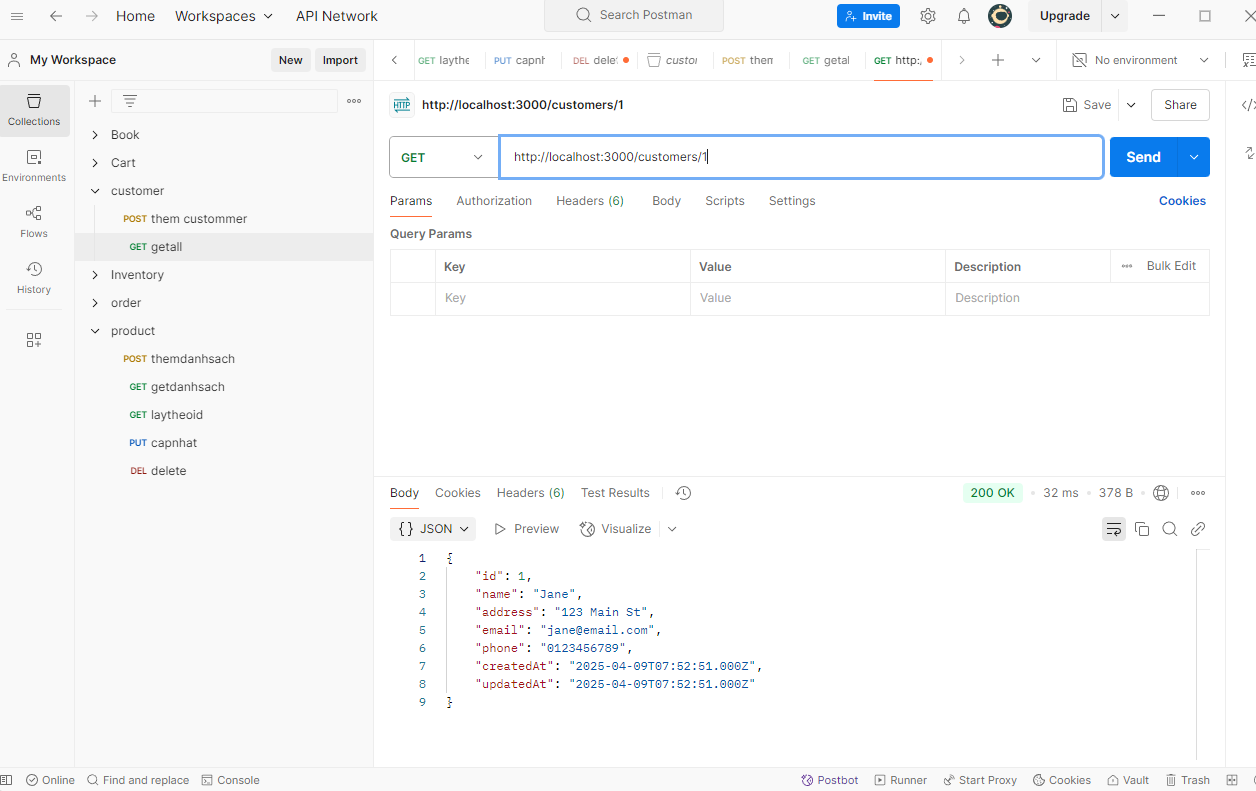 Home Workspaces API Network Search Postman Invite Upgrade
My Workspace New Import GET laythe PUT capnh DEL dele custor POST them GET getal GET http:, No environment
Collections
Environments
Flows
History
Book
Cart
customer
POST them custommer
GET getall
Inventory
order
product
POST themdanhsach
GET getdanhsach
GET laytheoid
PUT capnhat
DEL delete
HTTP http://localhost:3000/customers/1 Save Share
GET http://localhost:3000/customers/1 Send
Params Authorization Headers (6) Body Scripts Settings Cookies
Query Params
Key Value Description Bulk Edit
Key Value Description
Body Cookies Headers (6) Test Results 200 OK 32 ms 378 B
{} JSON Preview Visualize
1 {
2 "id": 1,
3 "name": "Jane",
4 "address": "123 Main St",
5 "email": "jane@email.com",
6 "phone": "0123456789",
7 "createdAt": "2025-04-09T07:52:51.000Z",
8 "updatedAt": "2025-04-09T07:52:51.000Z"
9 }
Online Find and replace Console Postbot Runner Start Proxy Cookies Vault Trash